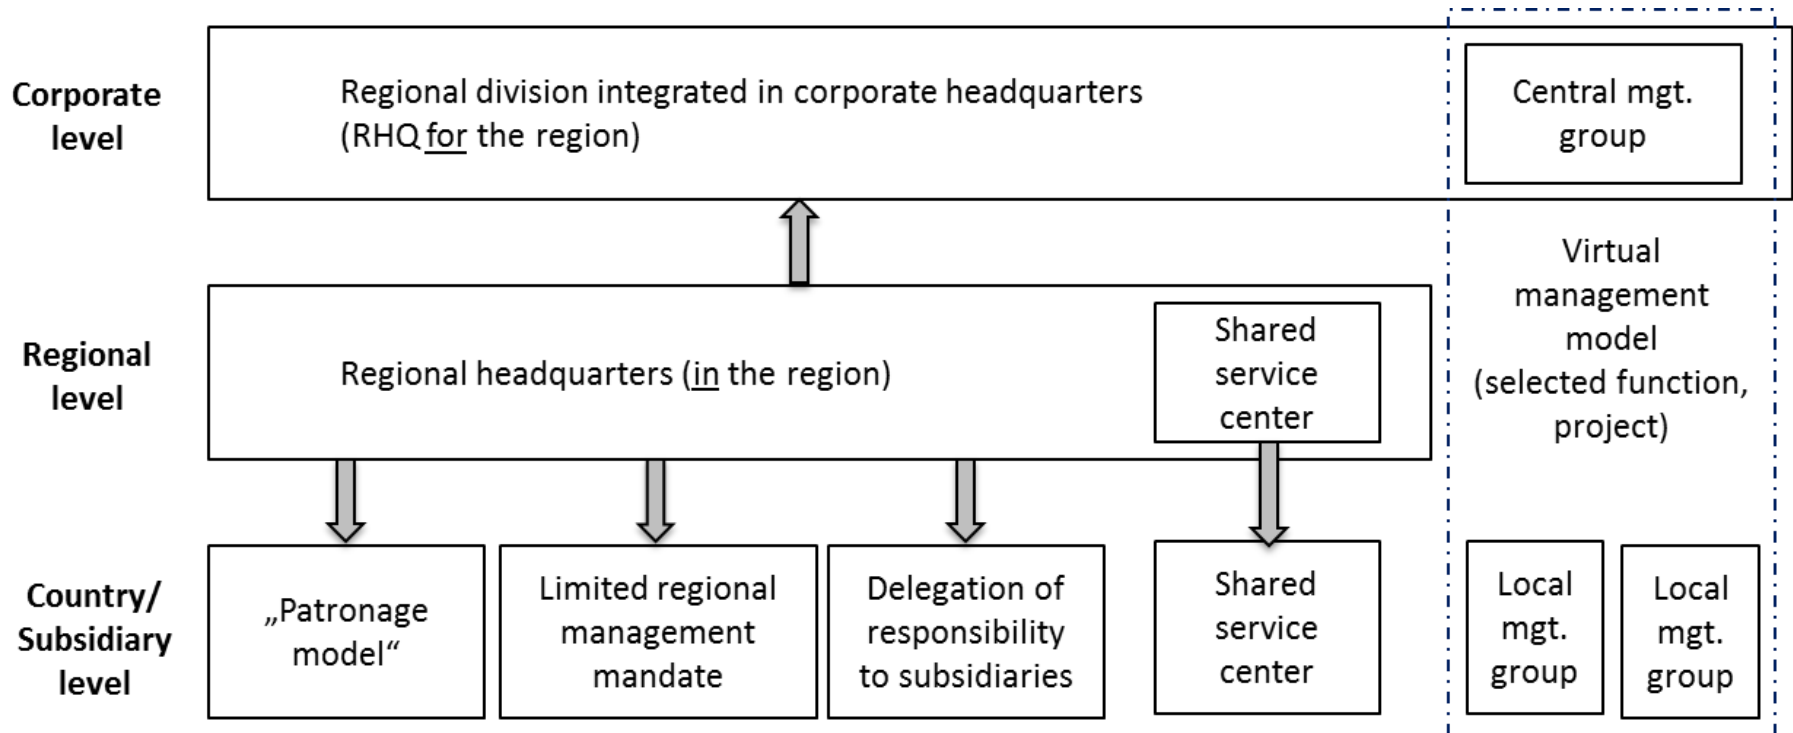 Corporate
level
Regional division integrated in corporate headquarters
(RHQ for the region)
Central mgt.
group
Regional
level
Regional headquarters (in the region)
Shared
service
center
Virtual
management
model
(selected function,
project)
Country/
Subsidiary
level
„Patronage
model“
Limited regional
management
mandate
Delegation of
responsibility
to subsidiaries
Shared
service
center
Local
mgt.
group
Local
mgt.
group